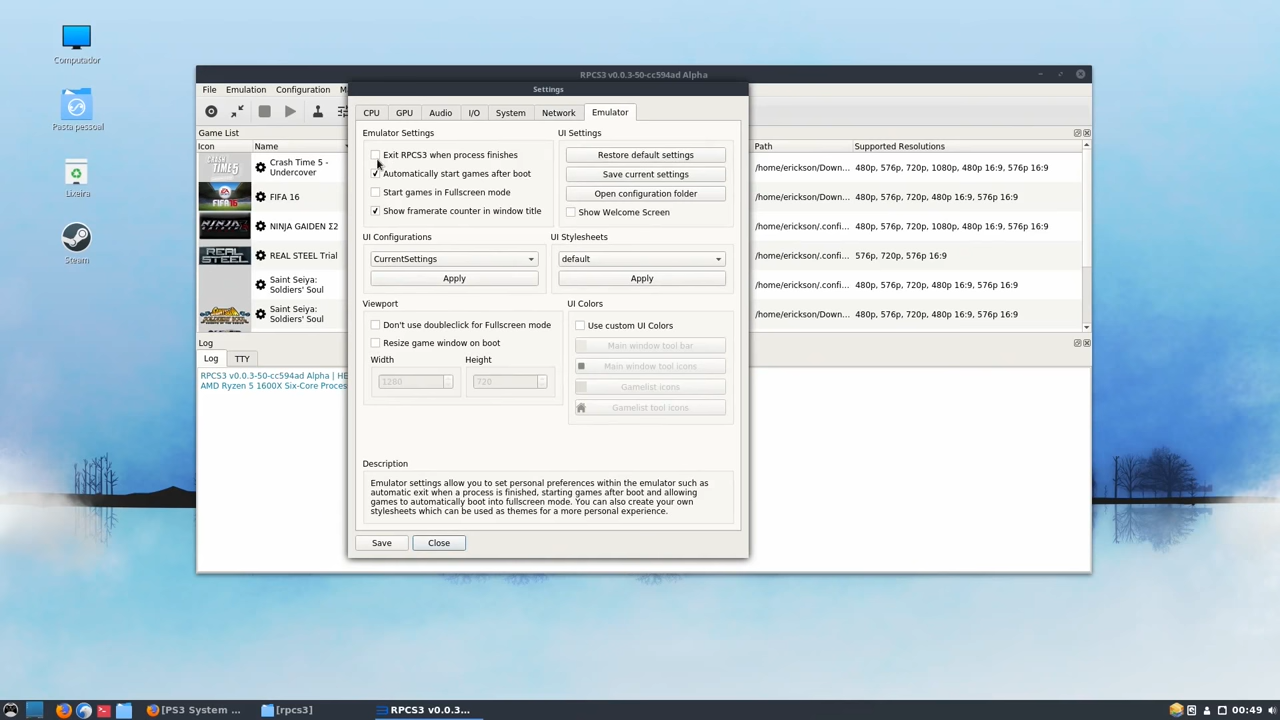 Computador
Pasta pessoal
Lixeira
Steam
RPCS3 v0.0.3-50-cc594ad Alpha
File
Emulation
Configuration
M
Game List
Icon
Name
Path
Supported Resolutions
CRASH
TIME 5
Crash Time 5 -
Undercover
/home/erickson/Down...
480p, 576p, 720p, 1080p, 480p 16:9, 576p 16:9
FIFA 16
/home/erickson/Down...
480p, 576p, 720p, 480p 16:9, 576p 16:9
NINJA GAIDEN Σ2
/home/erickson/.confi...
480p, 576p, 720p, 1080p, 480p 16:9, 576p 16:9
REAL STEEL
REAL STEEL Trial
/home/erickson/.confi...
576p, 720p, 576p 16:9
Saint Seiya:
Soldiers' Soul
/home/erickson/.confi...
480p, 576p, 720p, 480p 16:9, 576p 16:9
Saint Seiya:
Soldiers' Soul
/home/erickson/Down...
480p, 576p, 720p, 480p 16:9, 576p 16:9
Log
Log
TTY
RPCS3 v0.0.3-50-cc594ad Alpha | HE
AMD Ryzen 5 1600X Six-Core Proces
Settings
CPU
GPU
Audio
I/O
System
Network
Emulator
Emulator Settings
Exit RPCS3 when process finishes
Automatically start games after boot
Start games in Fullscreen mode
Show framerate counter in window title
UI Settings
Restore default settings
Save current settings
Open configuration folder
Show Welcome Screen
UI Configurations
CurrentSettings
Apply
UI Stylesheets
default
Apply
Viewport
Don't use doubleclick for Fullscreen mode
Resize game window on boot
Width
Height
1280
720
UI Colors
Use custom UI Colors
Main window tool bar
Main window tool icons
Gamelist icons
Gamelist tool icons
Description
Emulator settings allow you to set personal preferences within the emulator such as
automatic exit when a process is finished, starting games after boot and allowing
games to automatically boot into fullscreen mode. You can also create your own
stylesheets which can be used as themes for a more personal experience.
Save
Close
[PS3 System ...
[rpcs3]
RPCS3 v0.0.3...
00:49